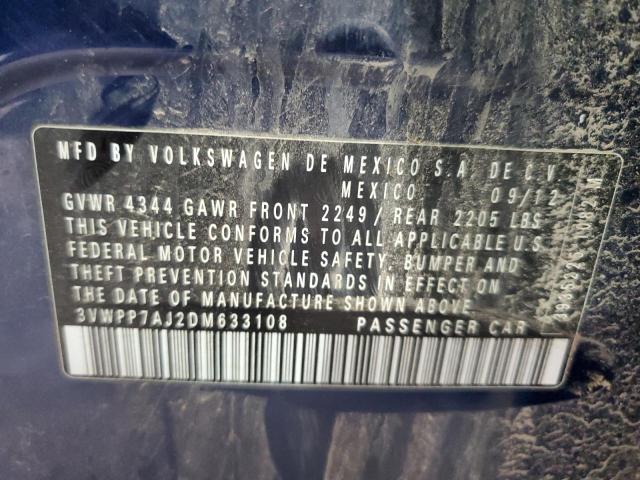 MFD BY VOLKSWAGEN DE MEXICO S.A. DE C.V.
MEXICO 09/12
GVWR 4344 GAWR FRONT 2249/REAR 2205 LBS
THIS VEHICLE CONFORMS TO ALL APPLICABLE U.S.
FEDERAL MOTOR VEHICLE SAFETY, BUMPER AND
THEFT PREVENTION STANDARDS IN EFFECT ON
THE DATE OF MANUFACTURE SHOWN ABOVE.
3VWPP7AJ2DM633108 PASSENGER CAR